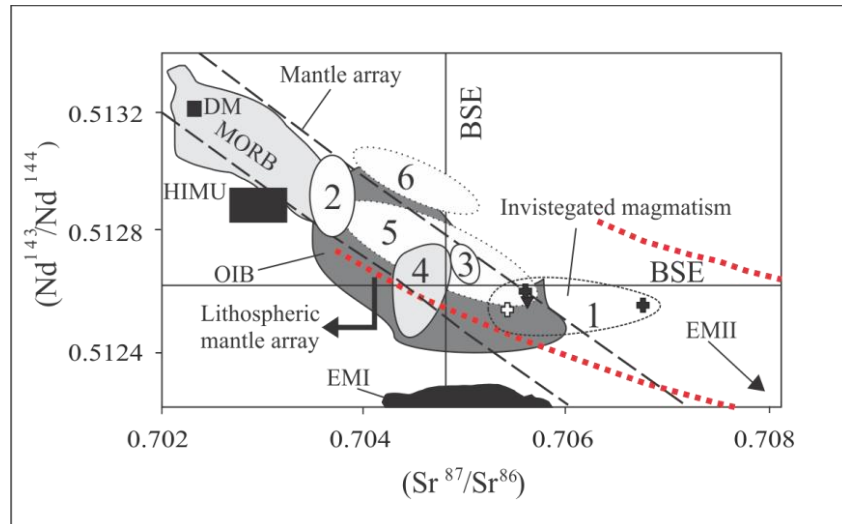 Mantle array
BSE
0.5132
DM
MORB
6
HIMU
2
Invistegated magmatism
0.5128
5
3
(Nd¹⁴³/Nd¹⁴⁴)
OIB
4
BSE
Lithospheric
mantle array
1
0.5124
EMI
EMII
0.702
0.704
0.706
0.708
(Sr ⁸⁷/Sr⁸⁶)